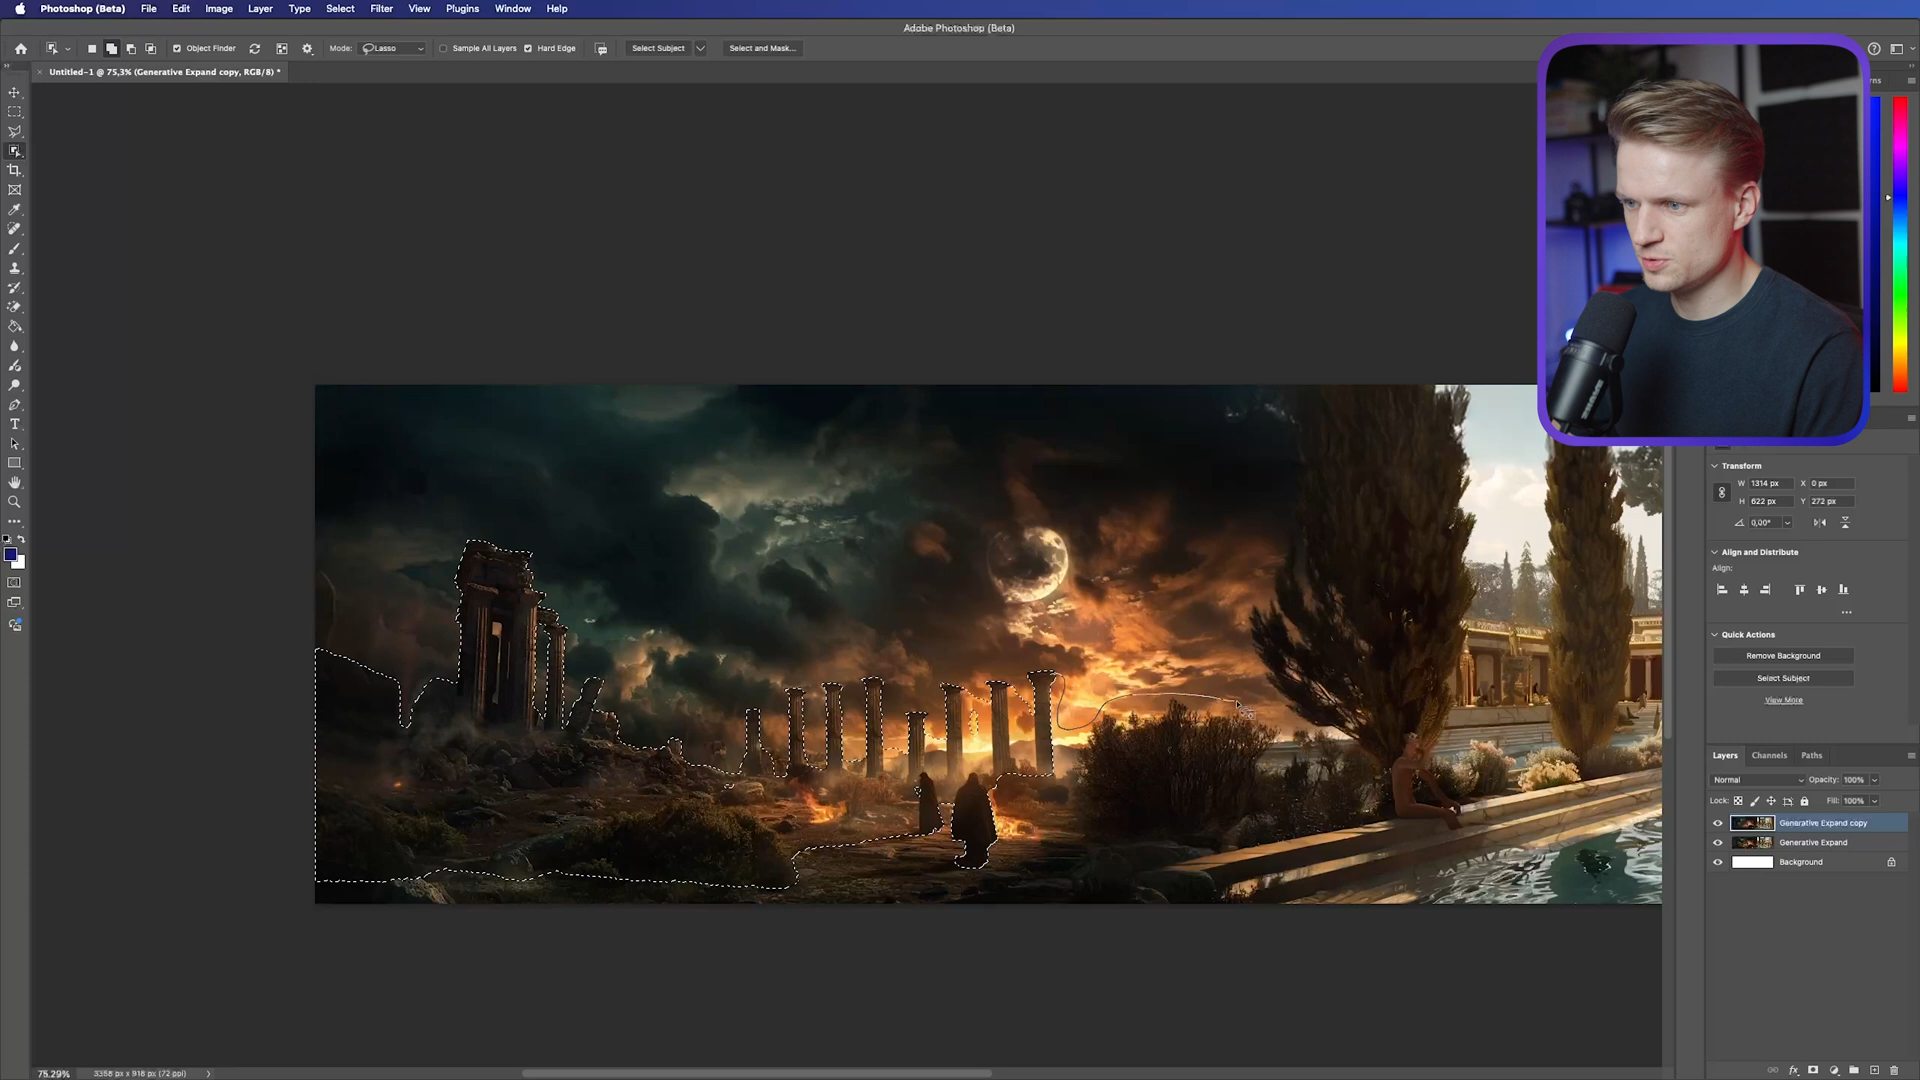 Photoshop (Beta) File Edit Image Layer Type Select Filter View Plugins Window Help
Adobe Photoshop (Beta)
Object Finder Mode: Lasso Sample All Layers Hard Edge Select Subject Select and Mask...
Untitled-1 @ 75,3% (Generative Expand copy, RGB/8) *
Transform
W 1314 px X 0 px
H 622 px Y 272 px
0,00°
Align and Distribute
Align:
Quick Actions
Remove Background
Select Subject
View More
Layers Channels Paths
Normal Opacity: 100%
Lock: Fill: 100%
Generative Expand copy
Generative Expand
Background
75.29% 3358 px x 918 px (72 ppi)